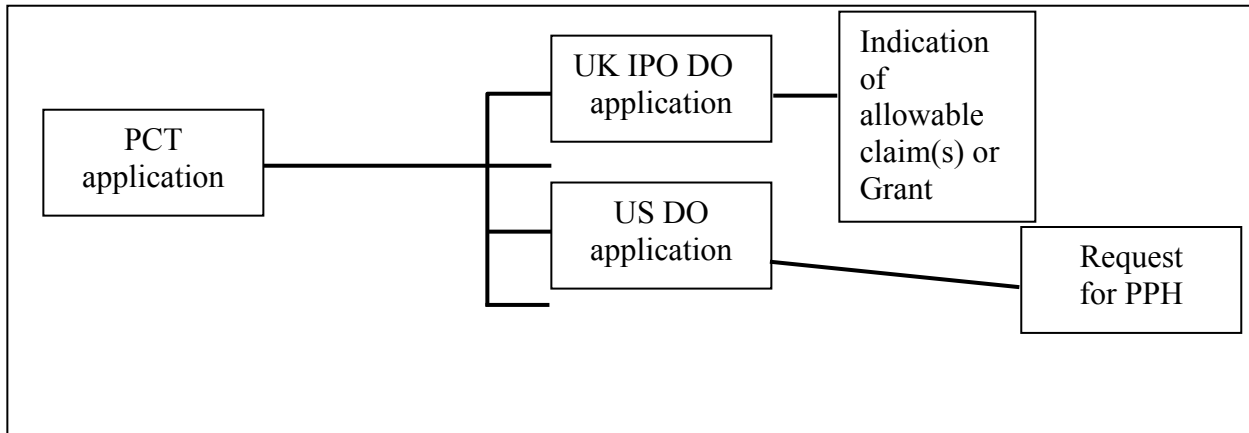 PCT
application
UK IPO DO
application
Indication
of
allowable
claim(s) or
Grant
US DO
application
Request
for PPH